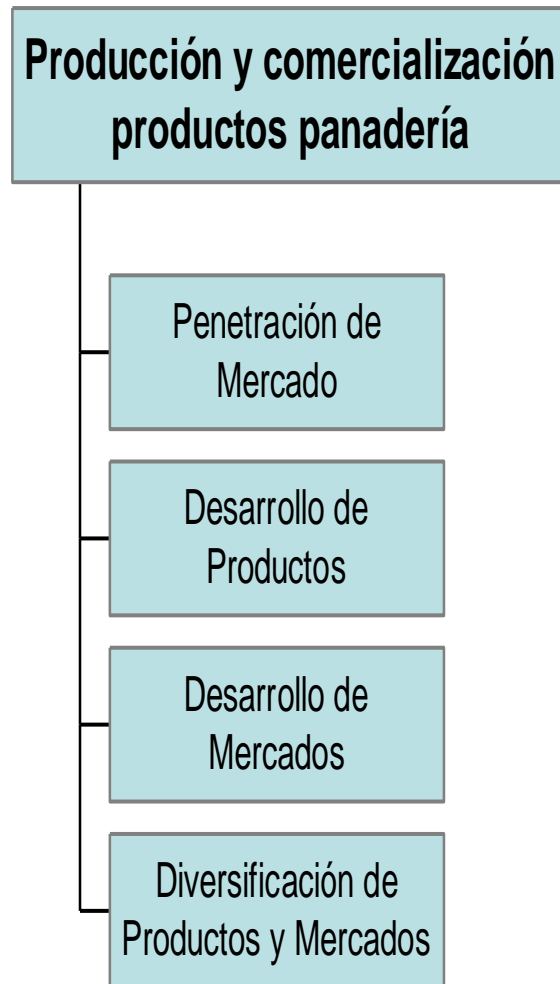 Producción y comercialización
productos panadería
Penetración de
Mercado
Desarrollo de
Productos
Desarrollo de
Mercados
Diversificación de
Productos y Mercados